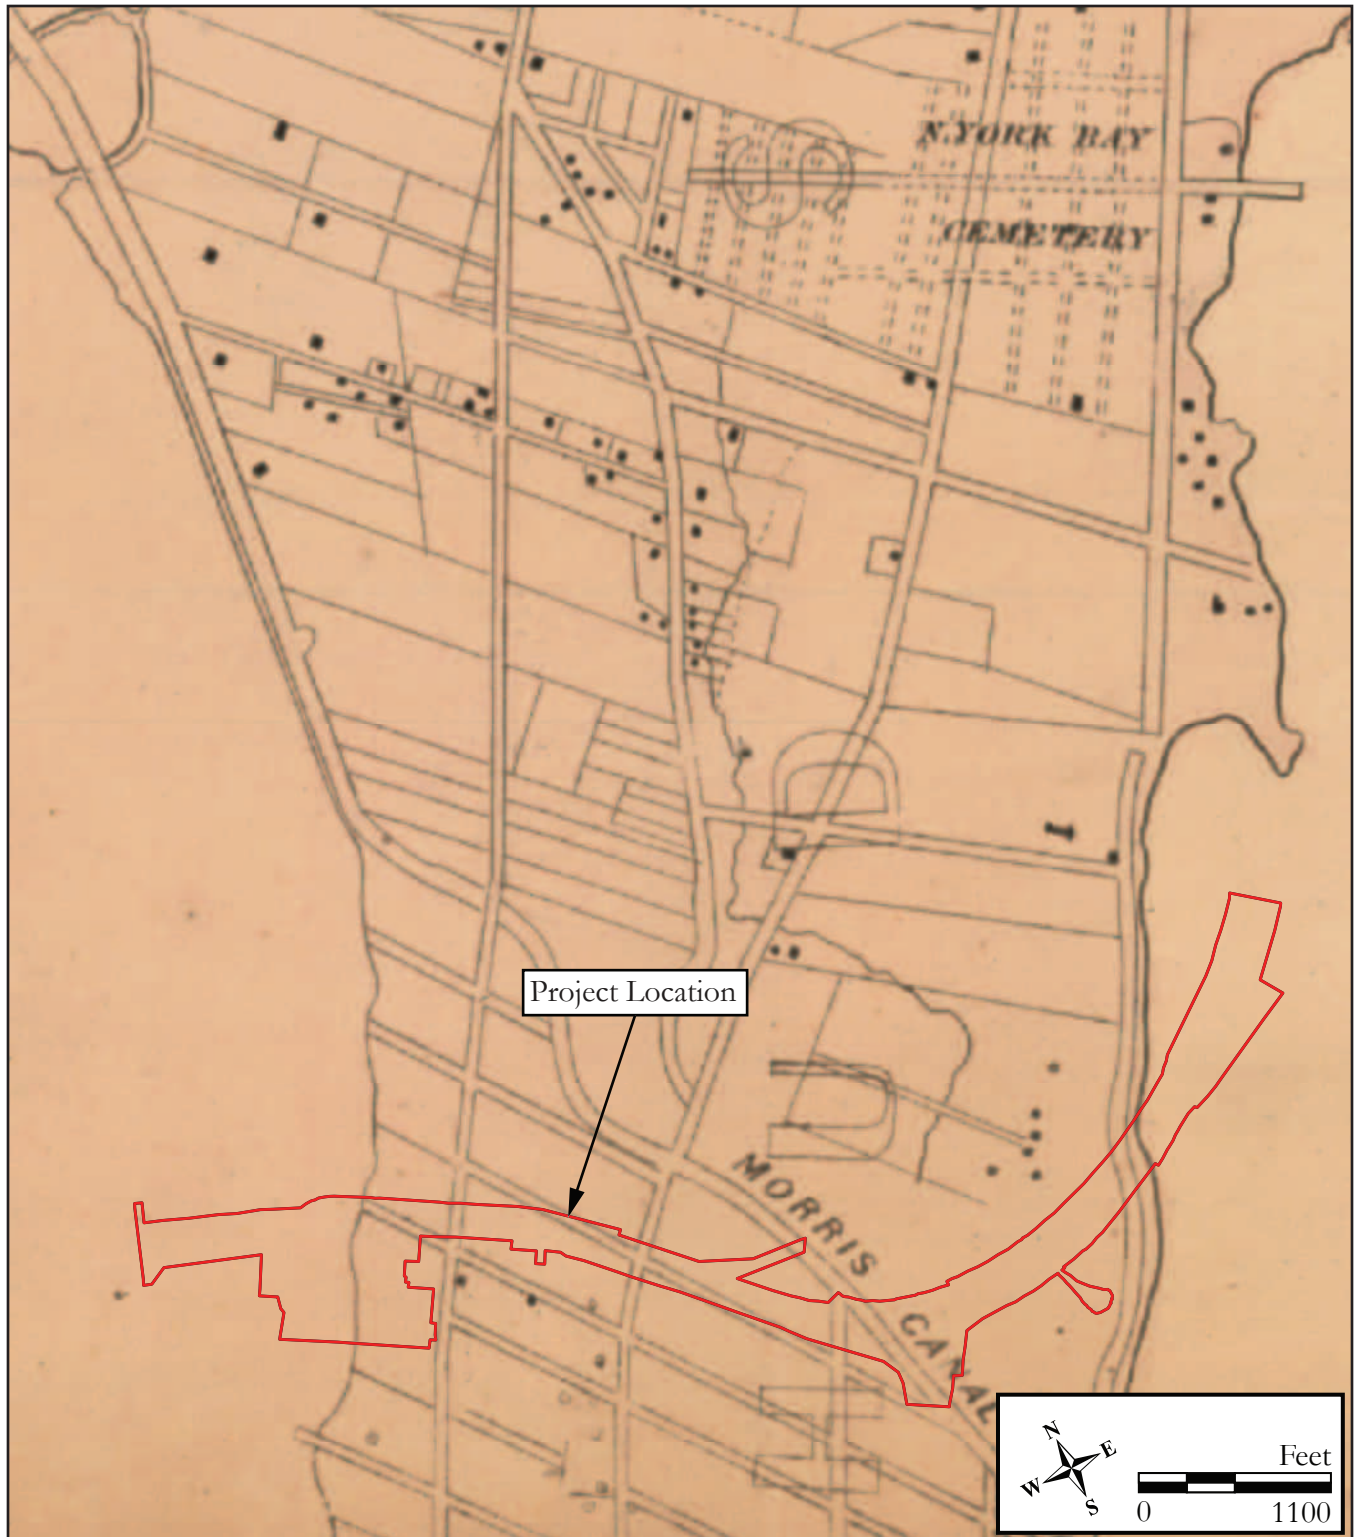 N. YORK BAY
CEMETERY
Project Location
MORRIS CANAL
N
E
W
S
Feet
0 1100